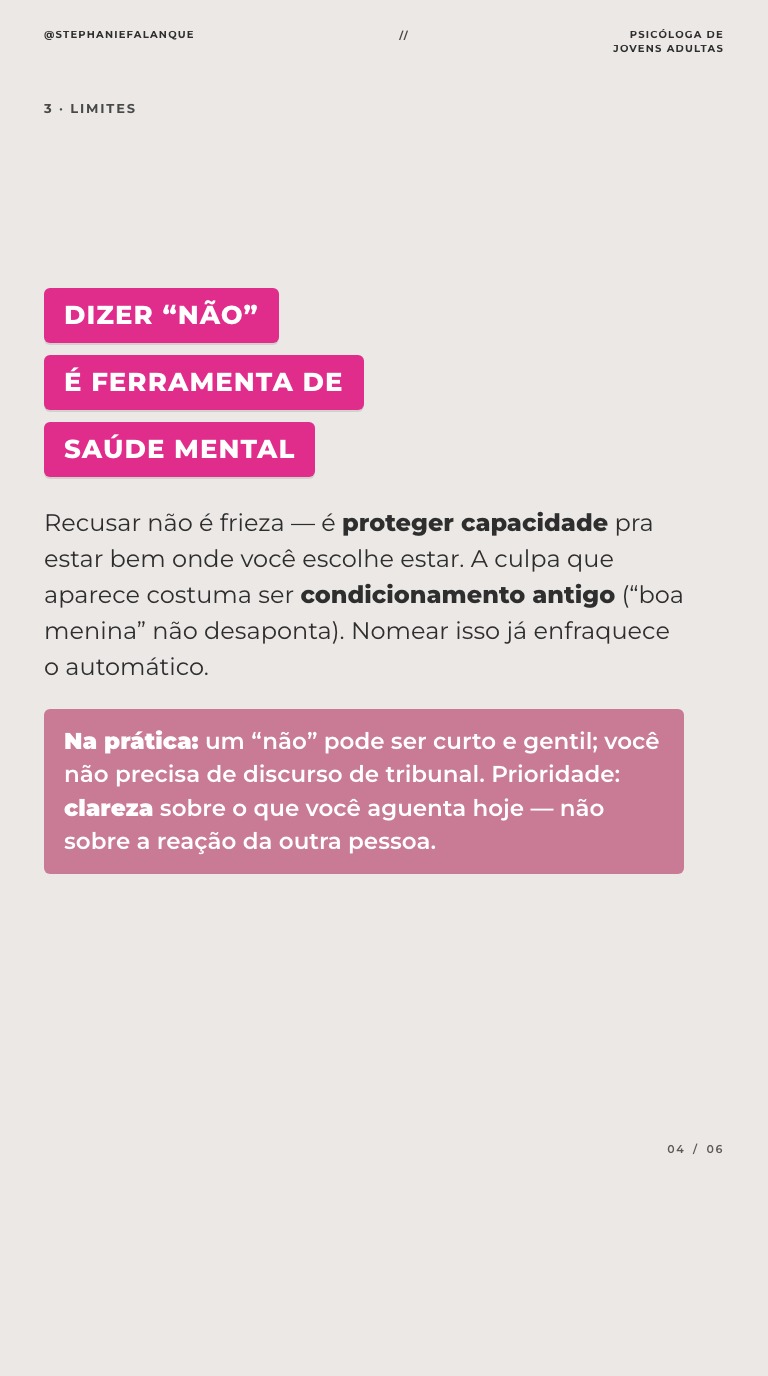 @STEPHANIEFALANQUE
//
PSICÓLOGA DE
JOVENS ADULTAS
3 · LIMITES
DIZER “NÃO”
É FERRAMENTA DE
SAÚDE MENTAL
Recusar não é frieza — é proteger capacidade pra
estar bem onde você escolhe estar. A culpa que
aparece costuma ser condicionamento antigo (“boa
menina” não desaponta). Nomear isso já enfraquece
o automático.
Na prática: um “não” pode ser curto e gentil; você
não precisa de discurso de tribunal. Prioridade:
clareza sobre o que você aguenta hoje — não
sobre a reação da outra pessoa.
04 / 06